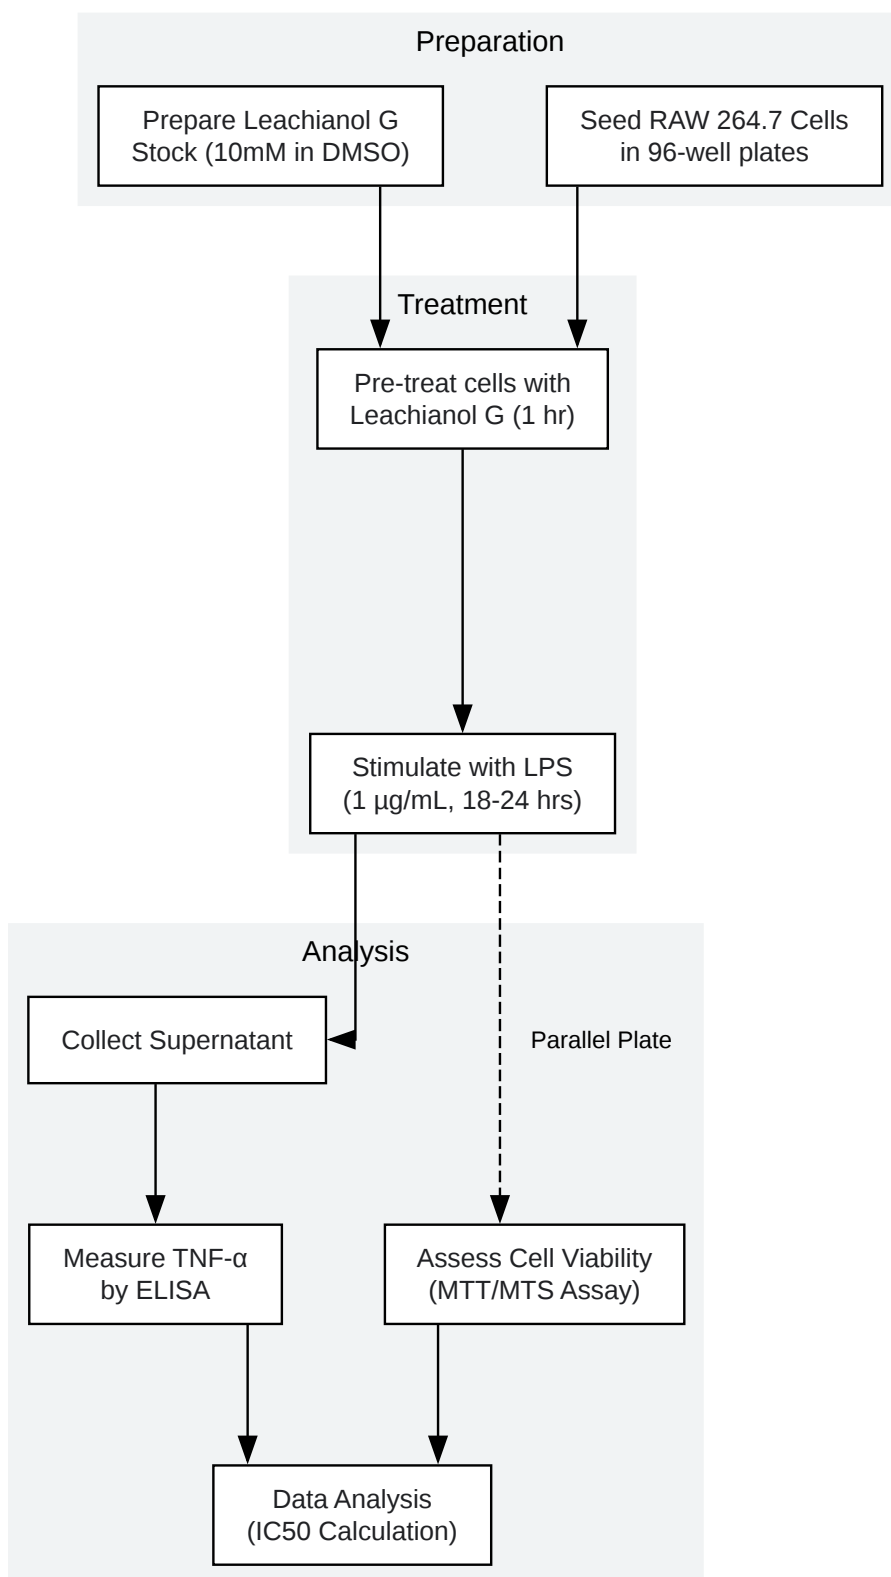 Preparation
Prepare Leachianol G
Stock (10mM in DMSO)
Seed RAW 264.7 Cells
in 96-well plates
Treatment
Pre-treat cells with
Leachianol G (1 hr)
Stimulate with LPS
(1 µg/mL, 18-24 hrs)
Analysis
Collect Supernatant
Parallel Plate
Measure TNF-α
by ELISA
Assess Cell Viability
(MTT/MTS Assay)
Data Analysis
(IC50 Calculation)